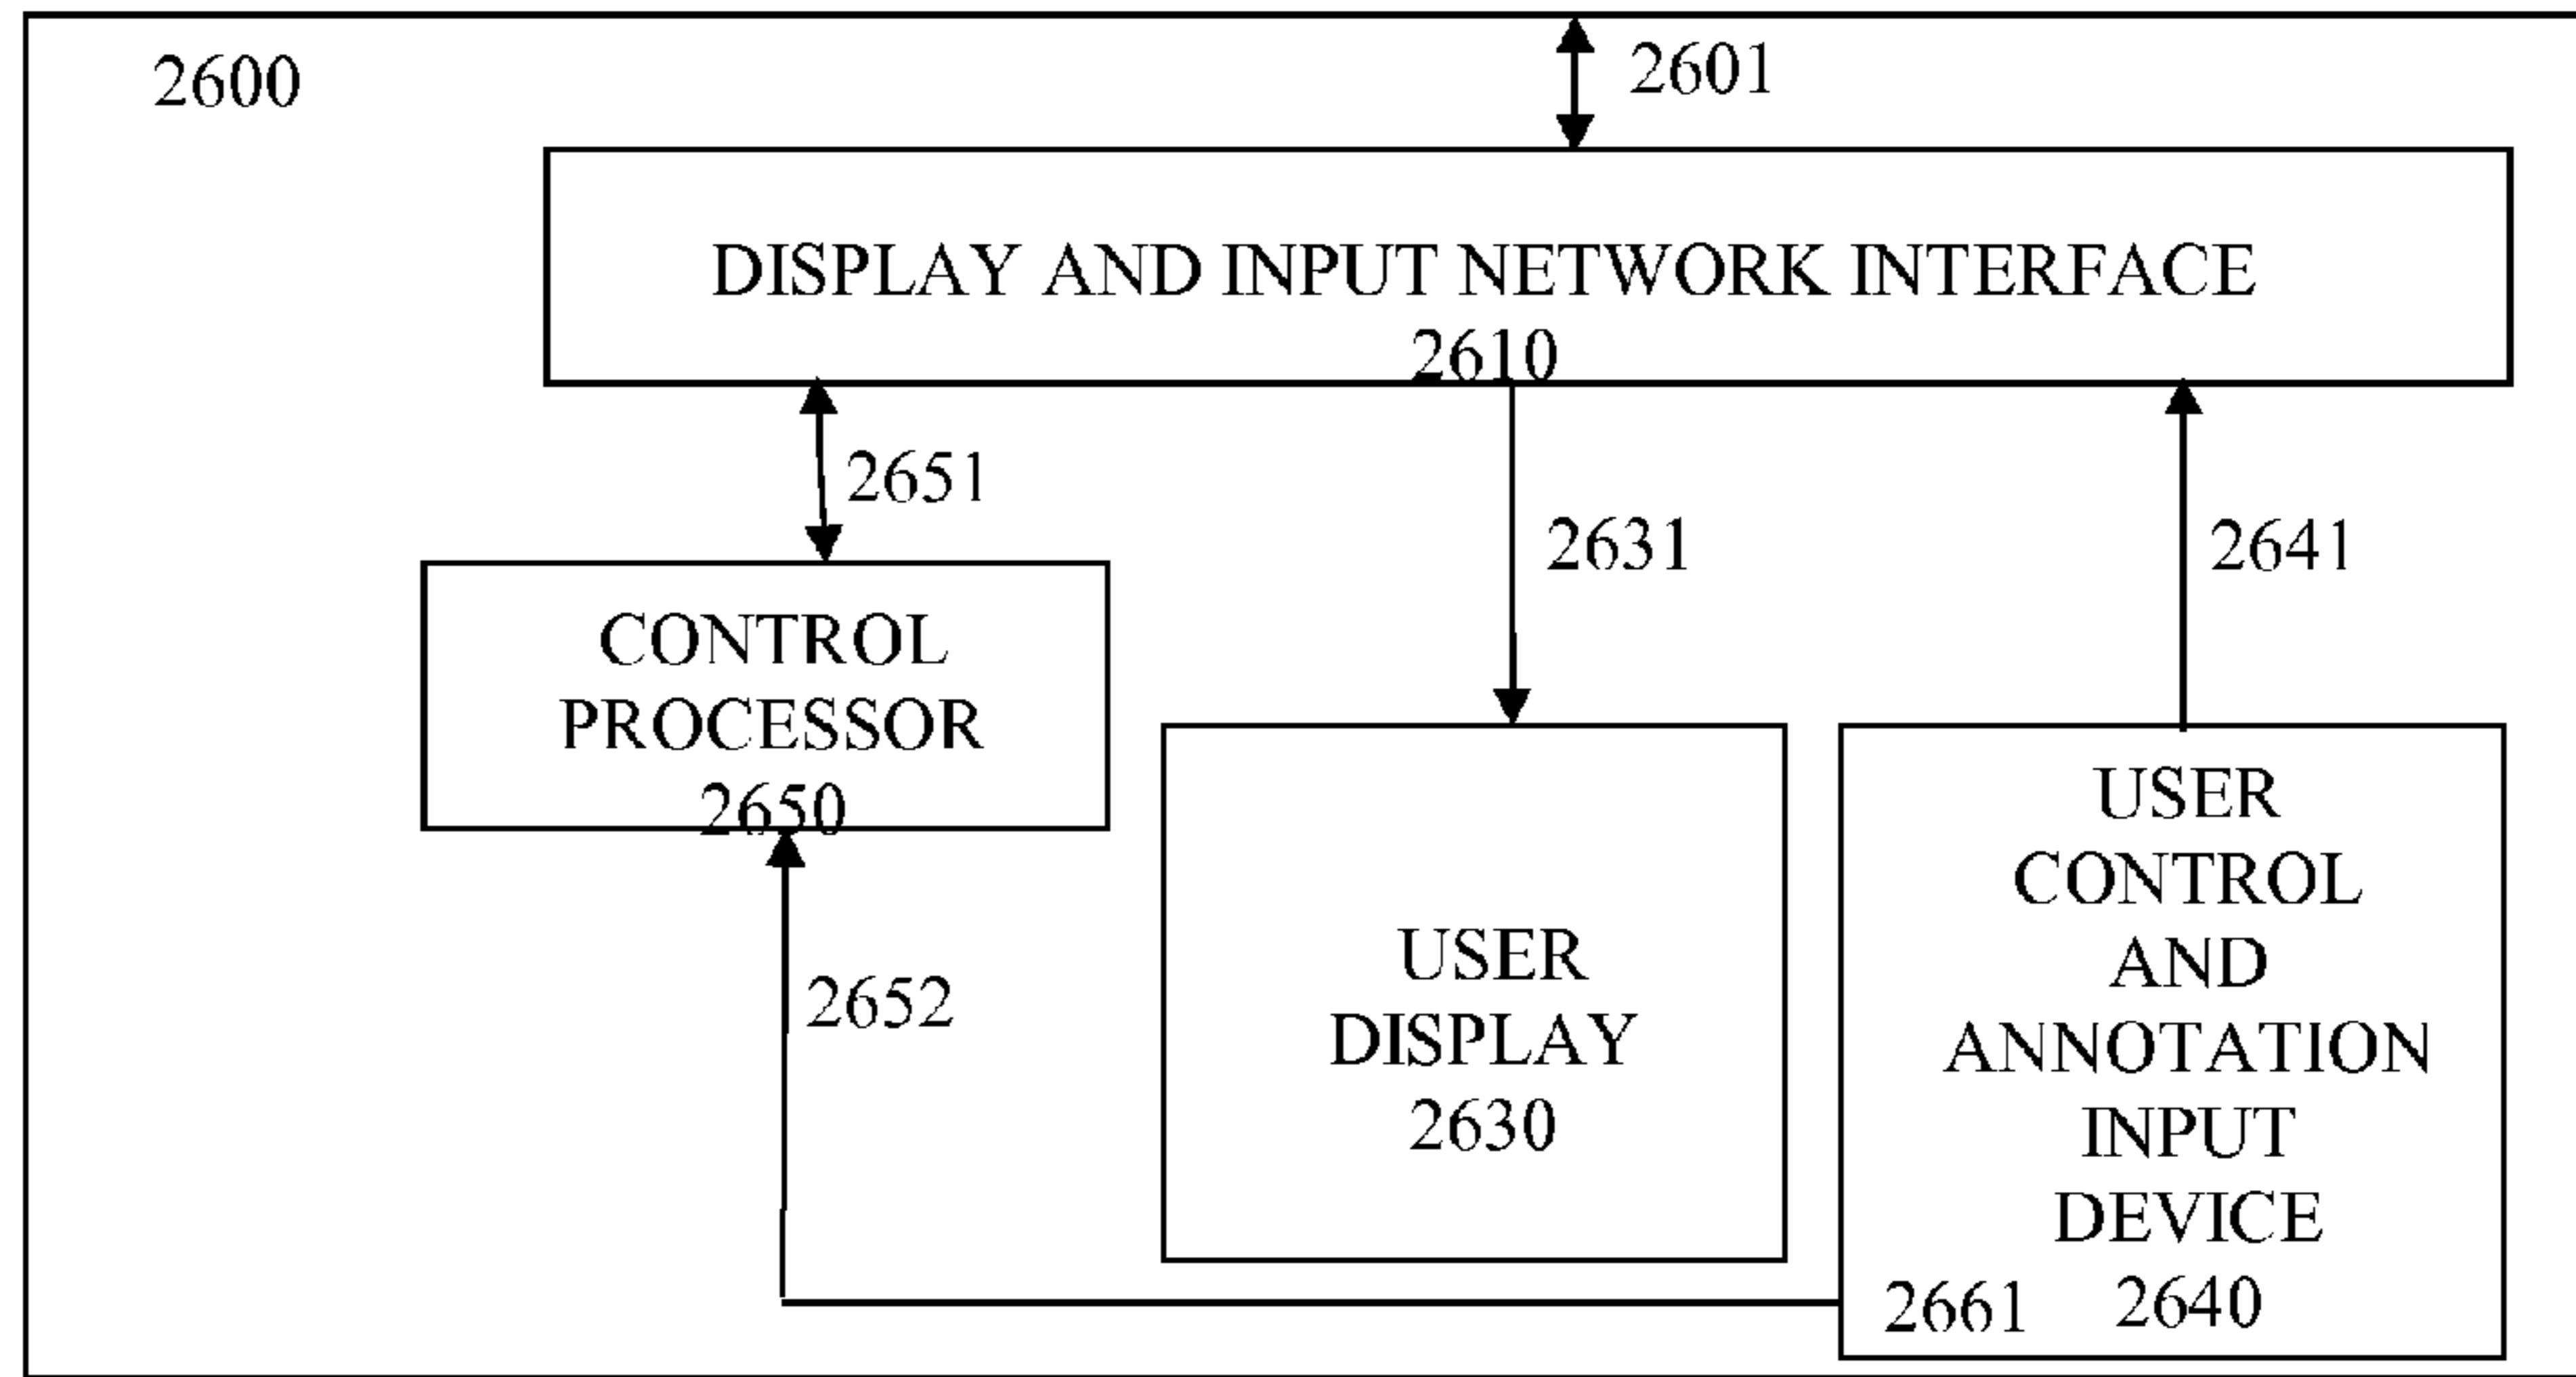 2600
2601
DISPLAY AND INPUT NETWORK INTERFACE
2610
2651
2631
2641
CONTROL
PROCESSOR
2650
2652
USER
DISPLAY
2630
USER
CONTROL
AND
ANNOTATION
INPUT
DEVICE
2661 2640